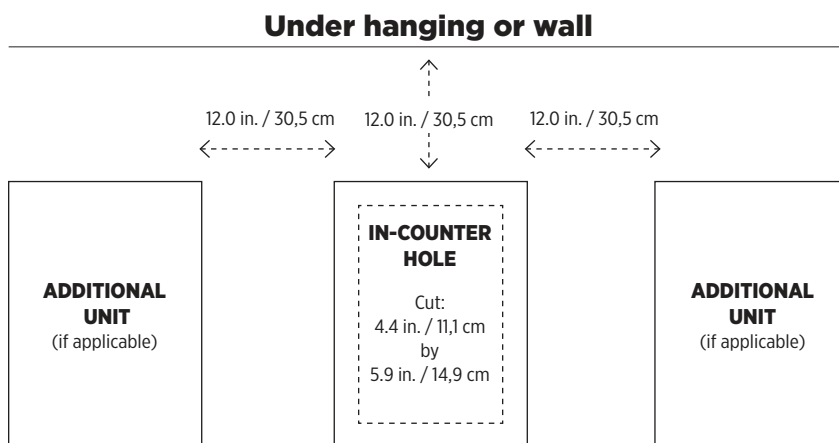 Under hanging or wall
12.0 in. / 30,5 cm
12.0 in. / 30,5 cm
12.0 in. / 30,5 cm
ADDITIONAL
UNIT
(if applicable)
IN-COUNTER
HOLE
Cut:
4.4 in. / 11,1 cm
by
5.9 in. / 14,9 cm
ADDITIONAL
UNIT
(if applicable)